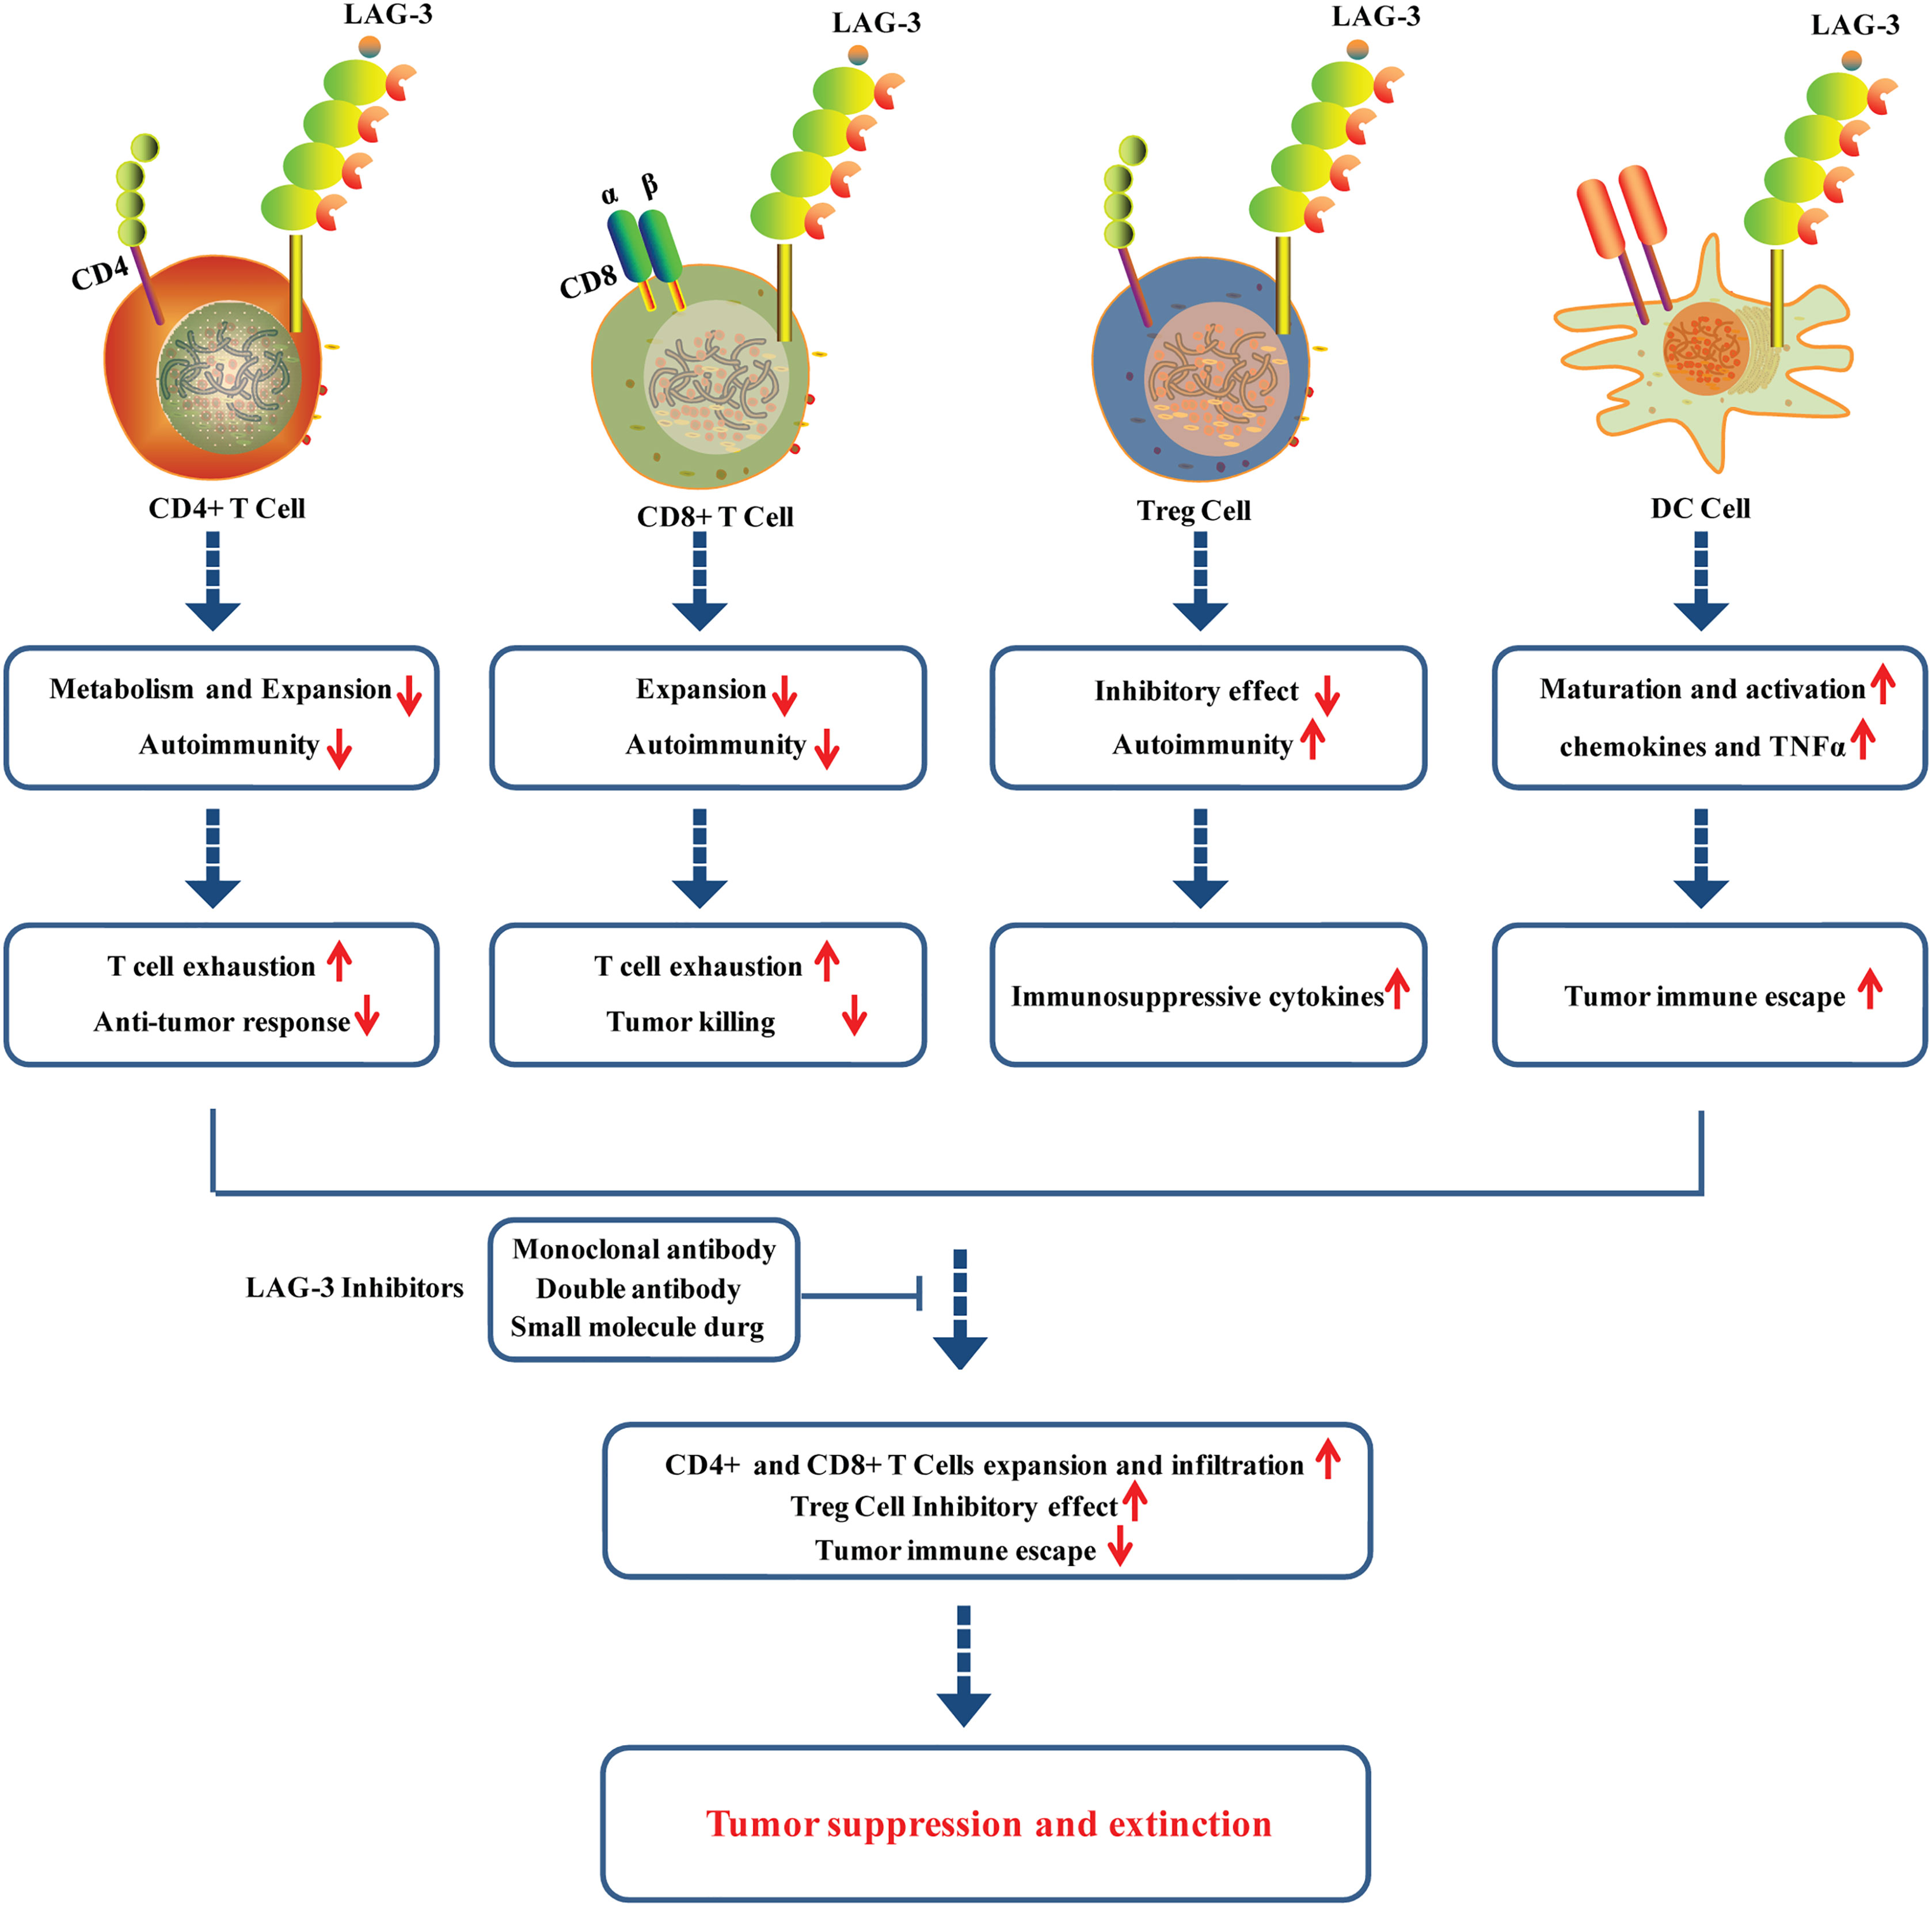 LAG-3
LAG-3
LAG-3
LAG-3
CD4
α
β
CD8
CD4+ T Cell
CD8+ T Cell
Treg Cell
DC Cell
Metabolism and Expansion
Autoimmunity
Expansion
Autoimmunity
Inhibitory effect
Autoimmunity
Maturation and activation
chemokines and TNFα
T cell exhaustion
Anti-tumor response
T cell exhaustion
Tumor killing
Immunosuppressive cytokines
Tumor immune escape
LAG-3 Inhibitors
Monoclonal antibody
Double antibody
Small molecule durg
CD4+ and CD8+ T Cells expansion and infiltration
Treg Cell Inhibitory effect
Tumor immune escape
Tumor suppression and extinction